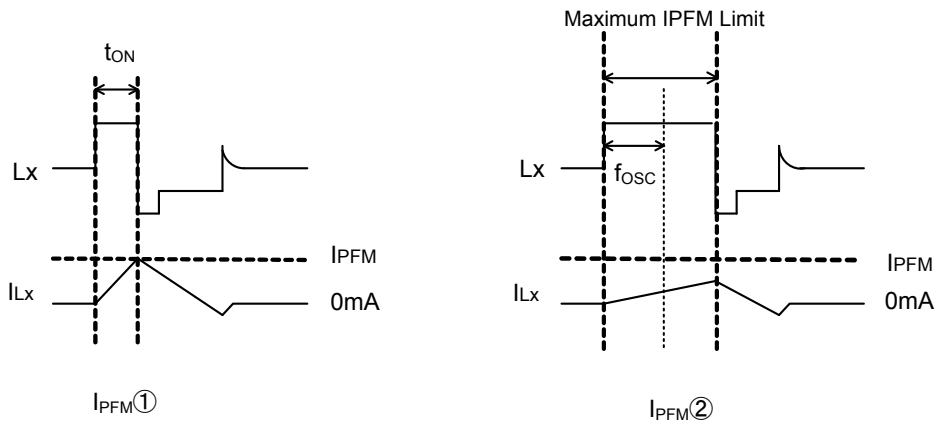 Maximum IPFM Limit
tON
Lx
IPFM
ILx
0mA
IPFM①
Lx
fOSC
IPFM
ILx
0mA
IPFM②